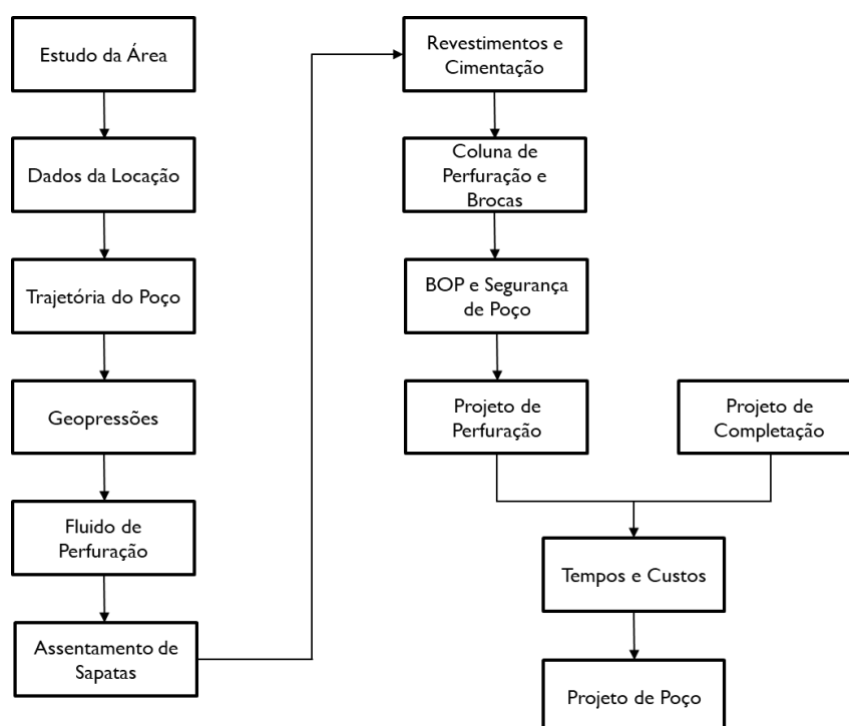 Estudo da Área
Dados da Locação
Trajetória do Poço
Geopressões
Fluido de
Perfuração
Assentamento de
Sapatas
Revestimentos e
Cimentação
Coluna de
Perfuração e
Brocas
BOP e Segurança
de Poço
Projeto de
Perfuração
Projeto de
Completação
Tempos e Custos
Projeto de Poço